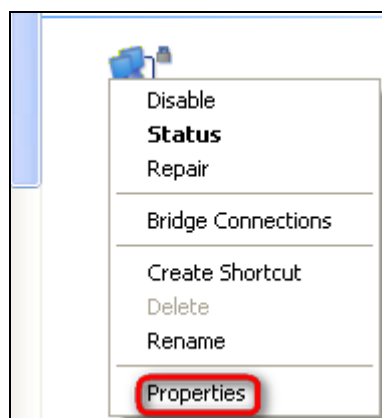 Disable
Status
Repair
Bridge Connections
Create Shortcut
Delete
Rename
Properties